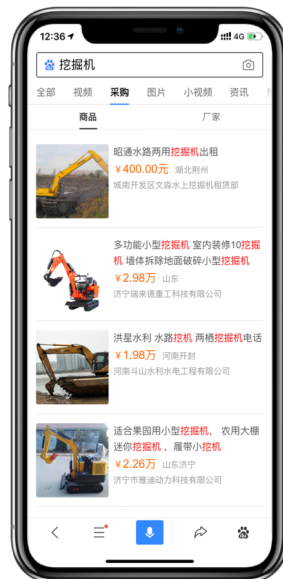 12:36
4G
挖掘机
全部 视频 采购 图片 小视频 资讯
商品 厂家
昭通水路两用挖掘机出租
¥400.00元 湖北荆州
城南开发区文淼水上挖掘机租赁部
多功能小型挖掘机 室内装修10挖掘
机 墙体拆除地面破碎小型挖掘机
¥2.98万 山东
济宁瑞来德重工科技有限公司
洪星水利 水路挖机 两栖挖掘机电话
¥1.98万 河南开封
河南斗山水利水电工程有限公司
适合果园用小型挖掘机，农用大棚
迷你挖掘机，履带小挖机
¥2.26万 山东济宁
济宁市雅迪动力科技有限公司